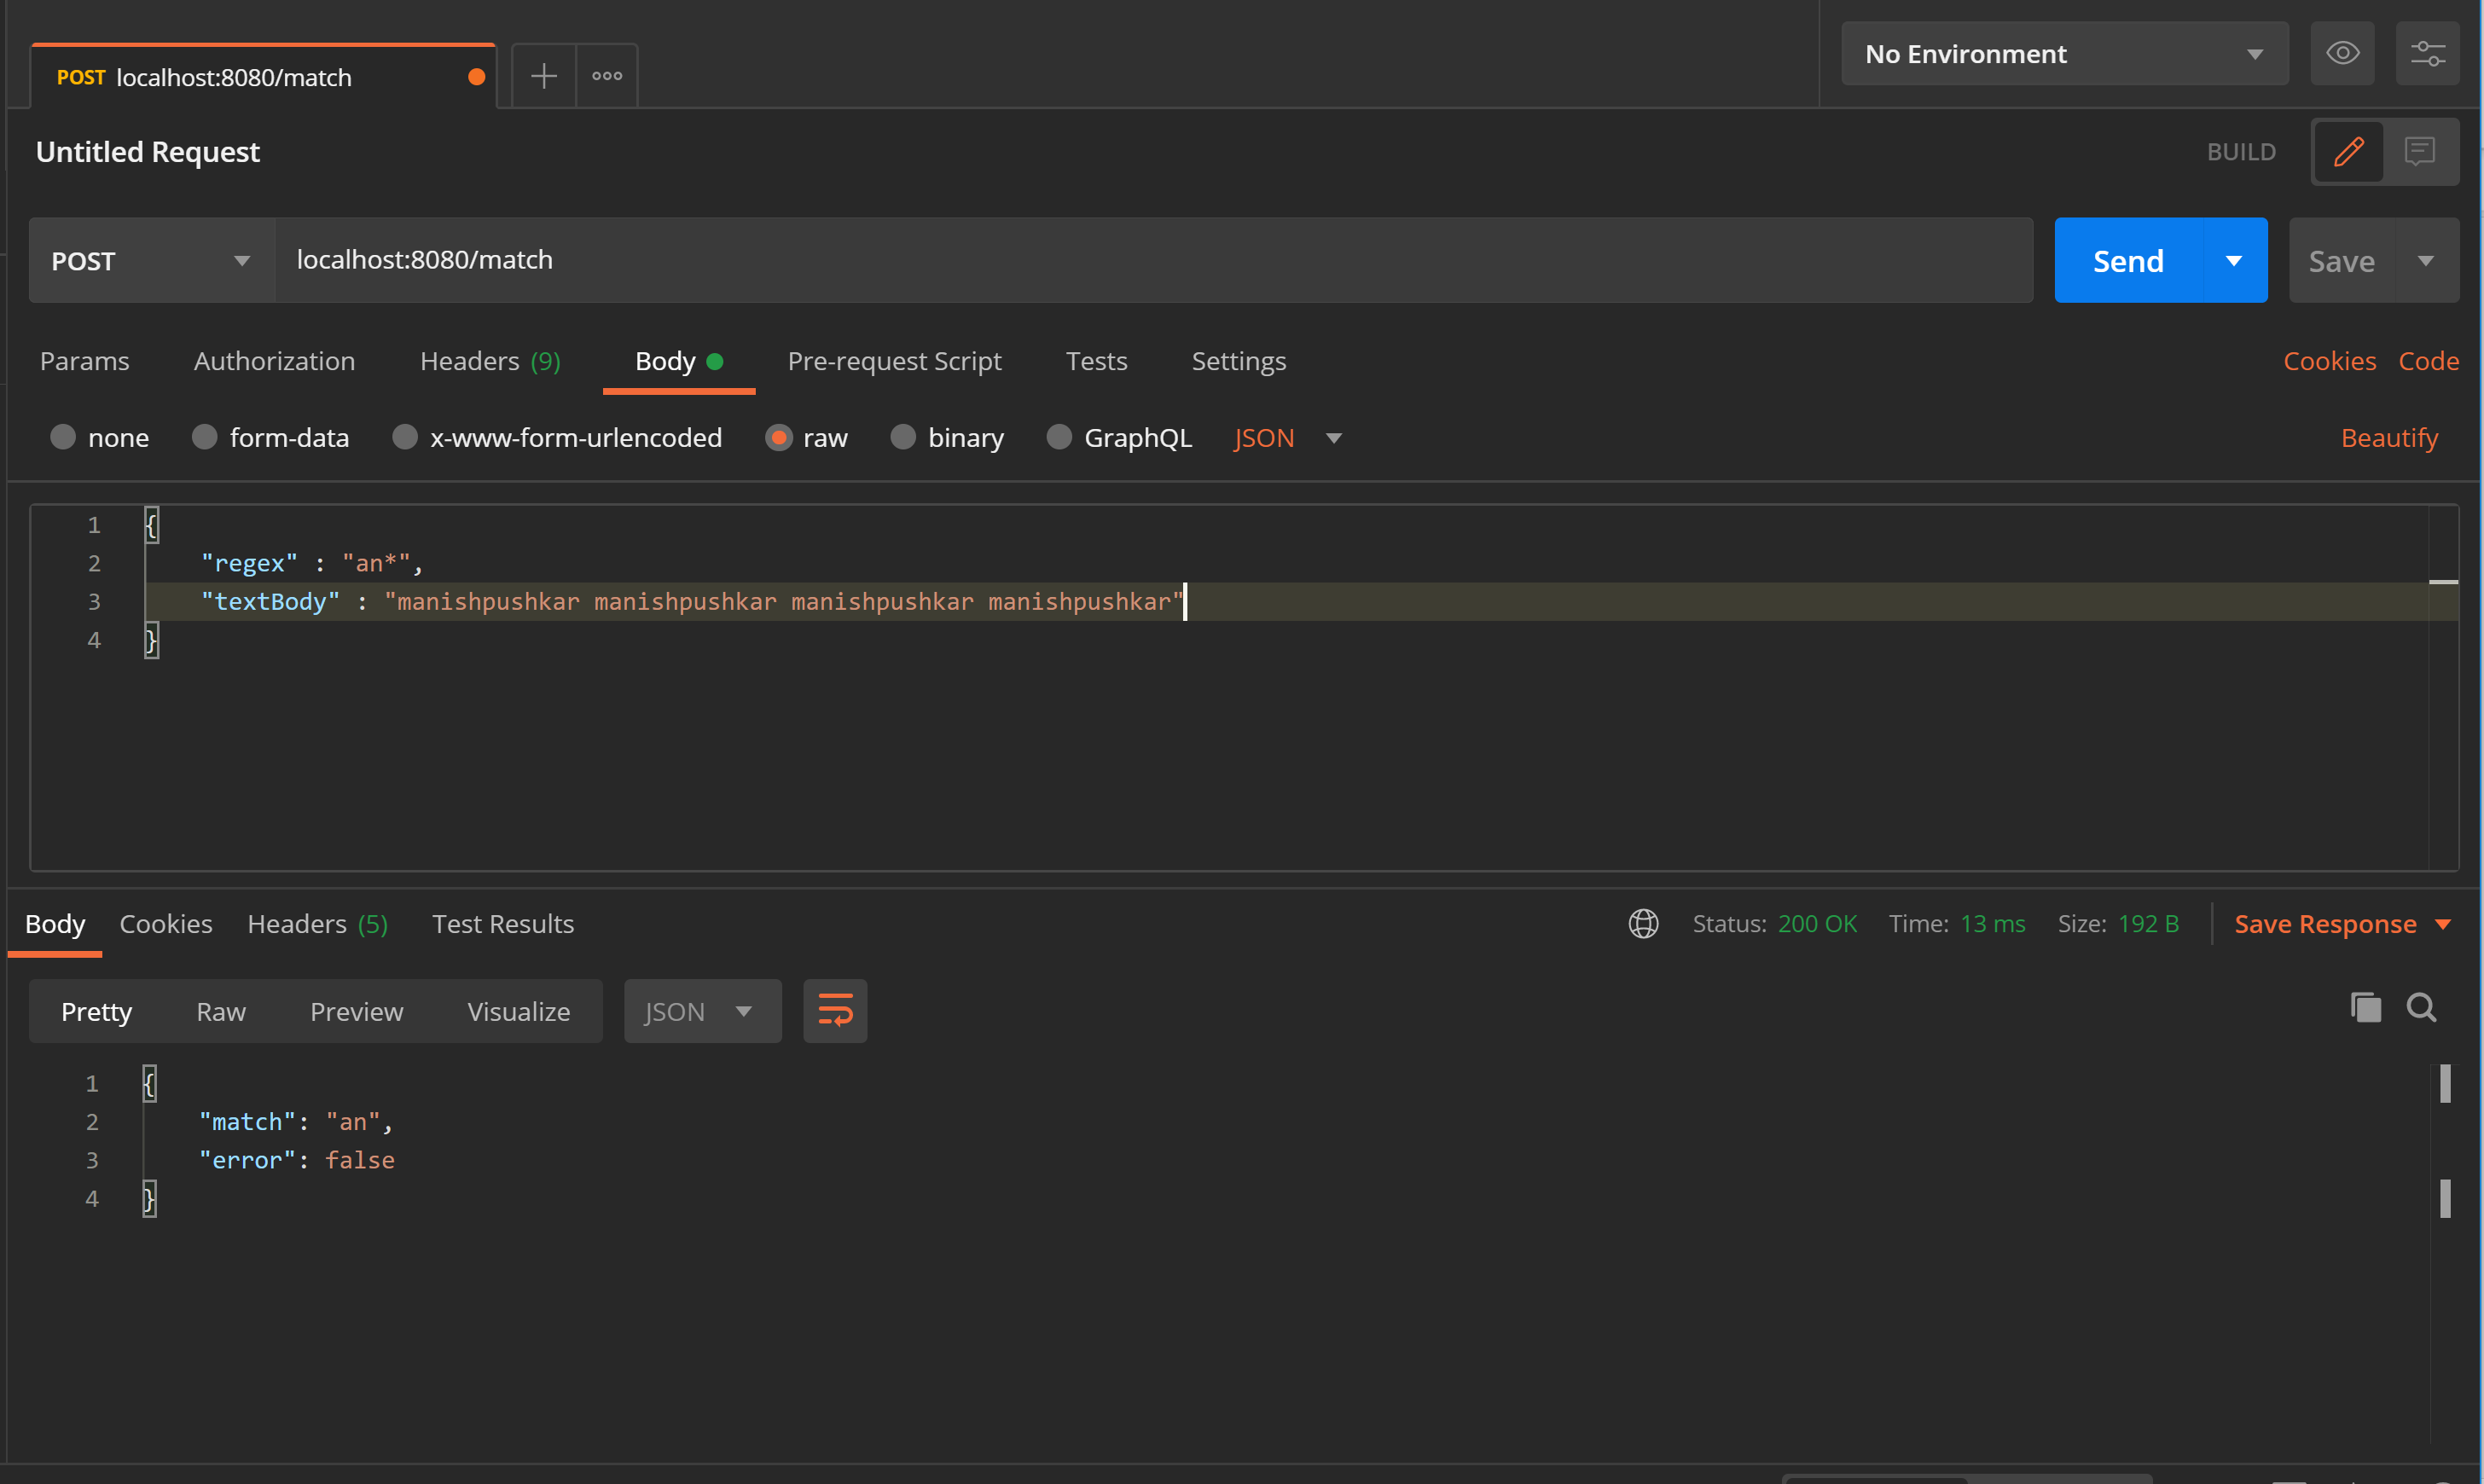 POST localhost:8080/match
No Environment
Untitled Request
BUILD
POST localhost:8080/match Send Save
Params Authorization Headers (9) Body Pre-request Script Tests Settings Cookies Code
none form-data x-www-form-urlencoded raw binary GraphQL JSON Beautify
1 {
2 "regex" : "an*",
3 "textBody" : "manishpushkar manishpushkar manishpushkar manishpushkar"
4 }
Body Cookies Headers (5) Test Results Status: 200 OK Time: 13 ms Size: 192 B Save Response
Pretty Raw Preview Visualize JSON
1 {
2 "match": "an",
3 "error": false
4 }